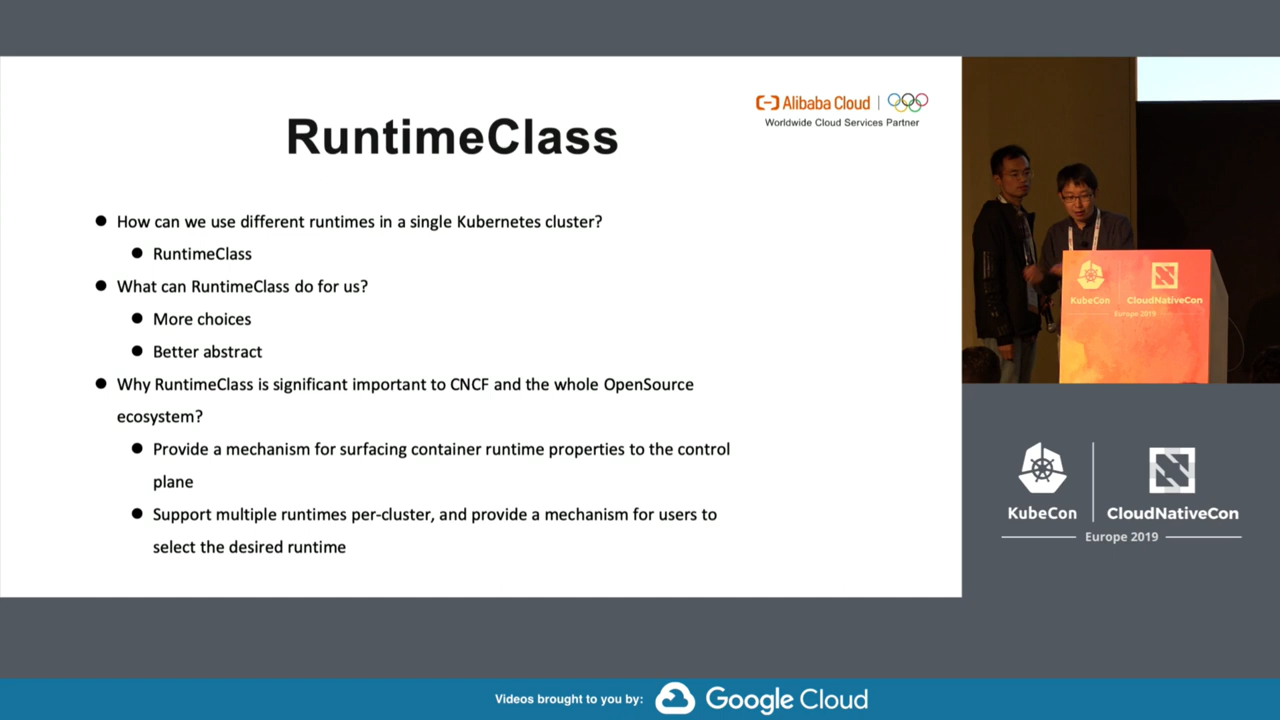 Alibaba Cloud
Worldwide Cloud Services Partner
RuntimeClass
How can we use different runtimes in a single Kubernetes cluster?
RuntimeClass
What can RuntimeClass do for us?
More choices
Better abstract
Why RuntimeClass is significant important to CNCF and the whole OpenSource
ecosystem?
Provide a mechanism for surfacing container runtime properties to the control
plane
Support multiple runtimes per-cluster, and provide a mechanism for users to
select the desired runtime
KubeCon CloudNativeCon
Europe 2019
KubeCon CloudNativeCon
Europe 2019
Videos brought to you by: Google Cloud